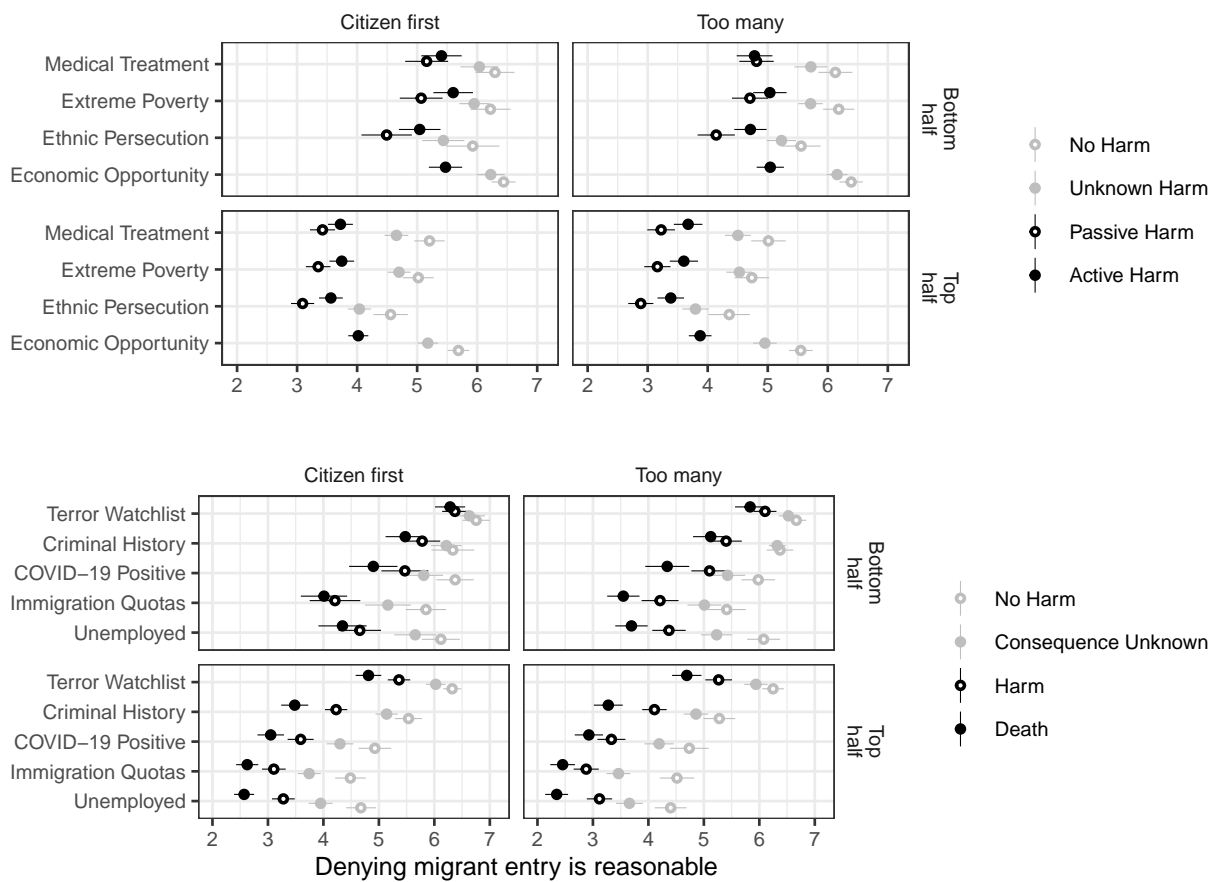 Citizen first
Too many
Medical Treatment
Extreme Poverty
Ethnic Persecution
Economic Opportunity
Bottom
half
Medical Treatment
Extreme Poverty
Ethnic Persecution
Economic Opportunity
Top
half
2 3 4 5 6 7
2 3 4 5 6 7
No Harm
Unknown Harm
Passive Harm
Active Harm
Citizen first
Too many
Terror Watchlist
Criminal History
COVID−19 Positive
Immigration Quotas
Unemployed
Bottom
half
Terror Watchlist
Criminal History
COVID−19 Positive
Immigration Quotas
Unemployed
Top
half
2 3 4 5 6 7
2 3 4 5 6 7
Denying migrant entry is reasonable
No Harm
Consequence Unknown
Harm
Death